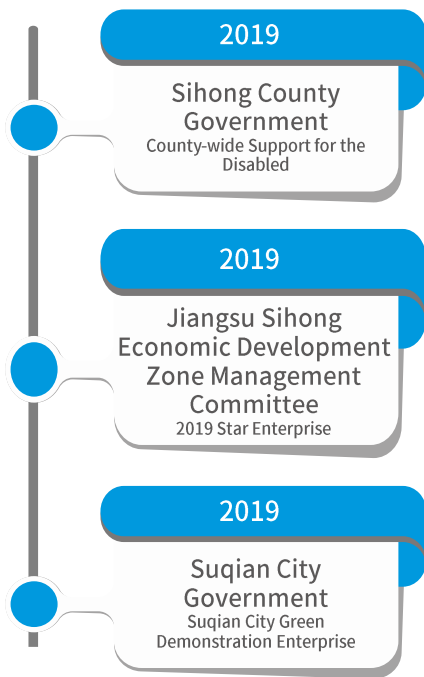 2019
Sihong County
Government
County-wide Support for the
Disabled
2019
Jiangsu Sihong
Economic Development
Zone Management
Committee
2019 Star Enterprise
2019
Suqian City
Government
Suqian City Green
Demonstration Enterprise